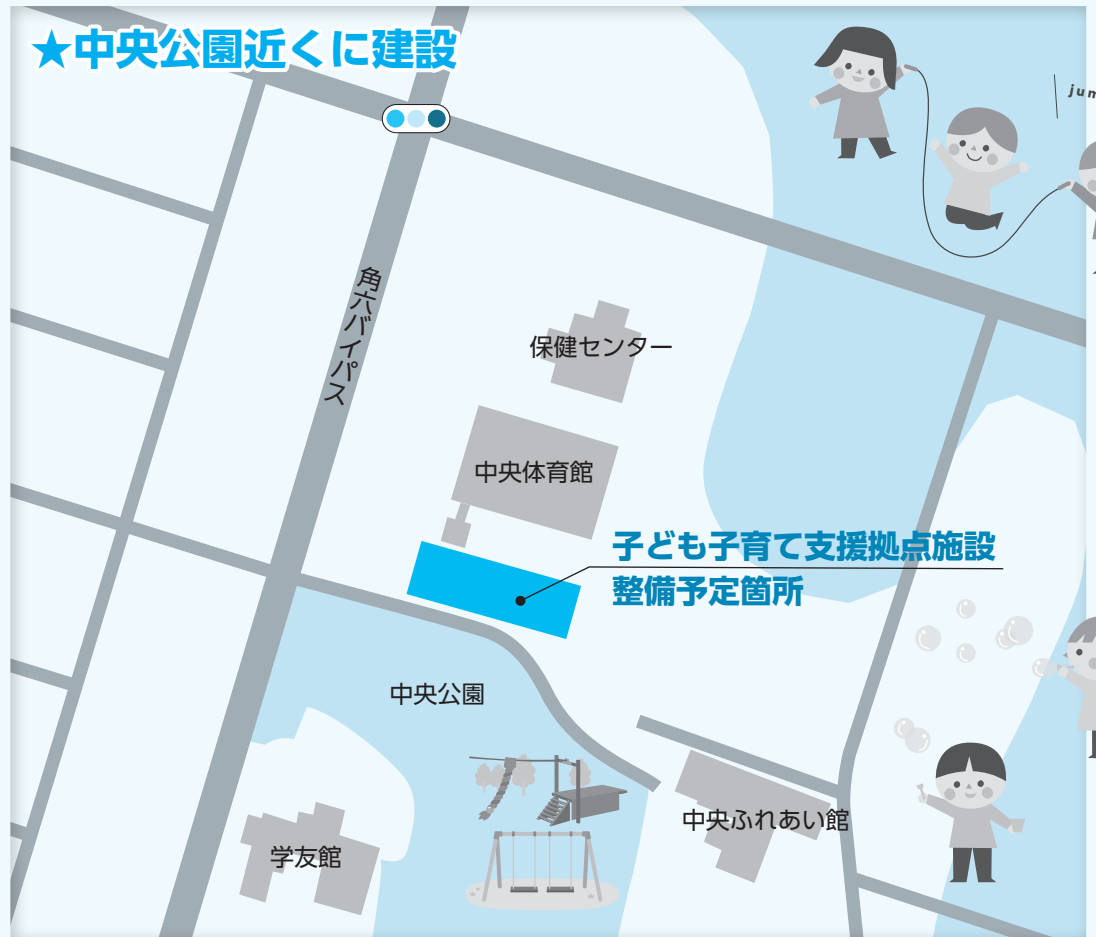 ★中央公園近くに建設
jum
角六バイパス
保健センター
中央体育館
子ども子育て支援拠点施設
整備予定箇所
中央公園
中央ふれあい館
学友館